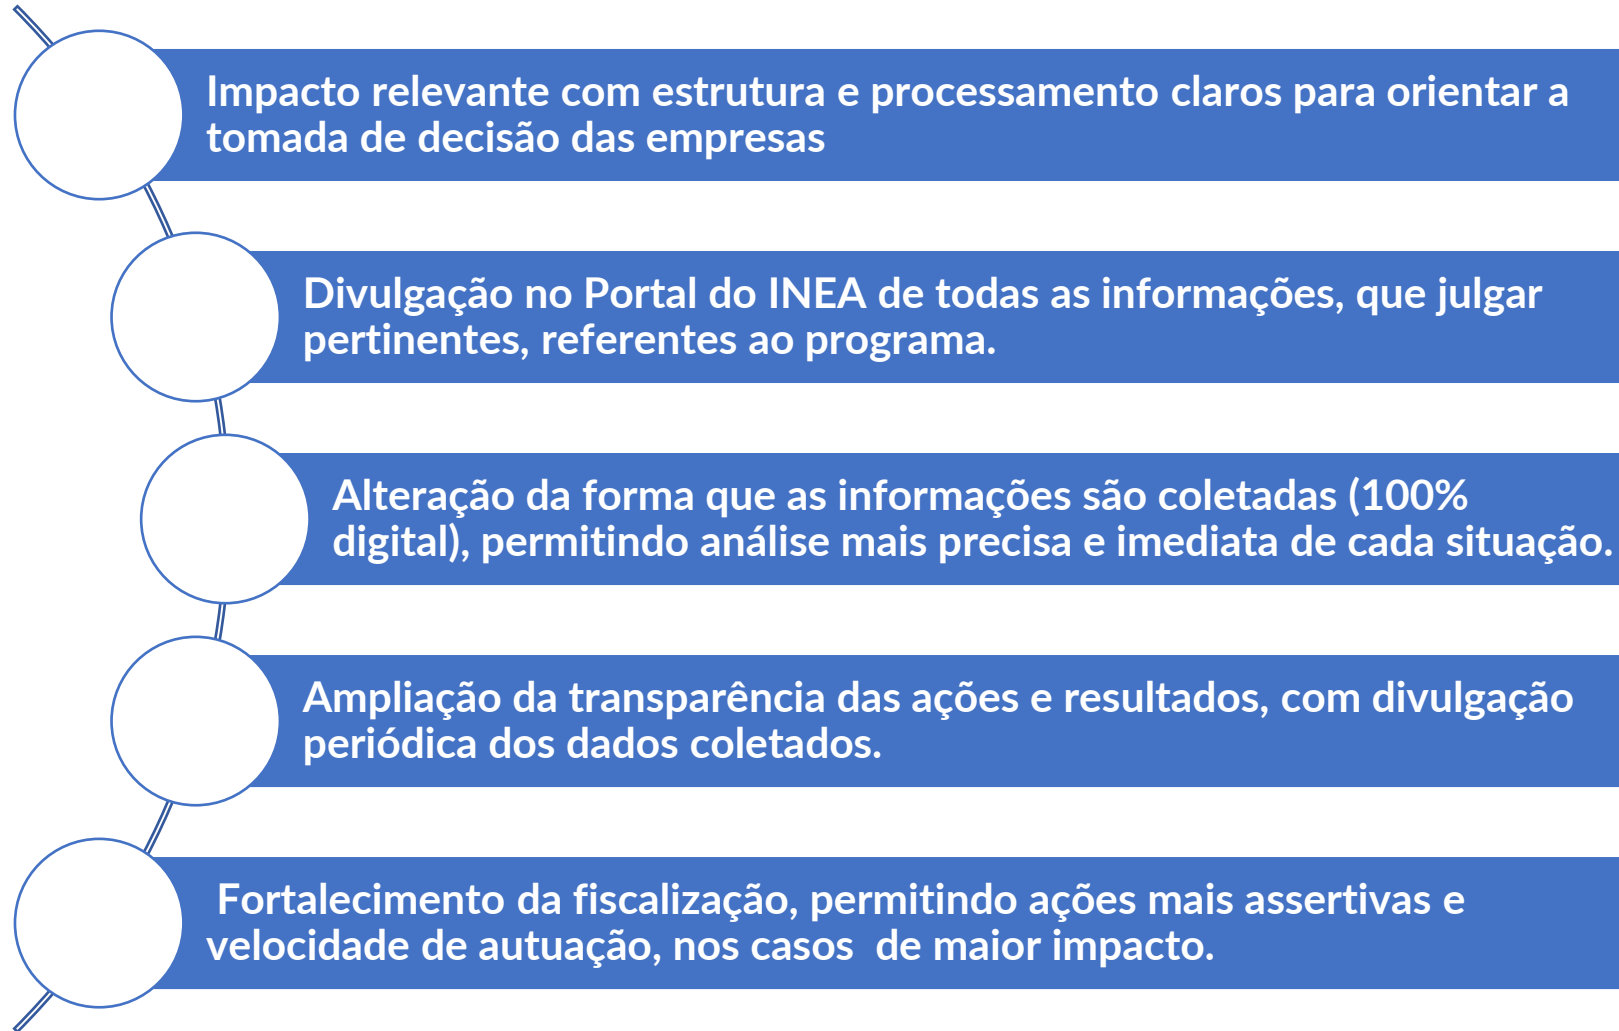 Impacto relevante com estrutura e processamento claros para orientar a
tomada de decisão das empresas
Divulgação no Portal do INEA de todas as informações, que julgar
pertinentes, referentes ao programa.
Alteração da forma que as informações são coletadas (100%
digital), permitindo análise mais precisa e imediata de cada situação.
Ampliação da transparência das ações e resultados, com divulgação
periódica dos dados coletados.
Fortalecimento da fiscalização, permitindo ações mais assertivas e
velocidade de autuação, nos casos  de maior impacto.